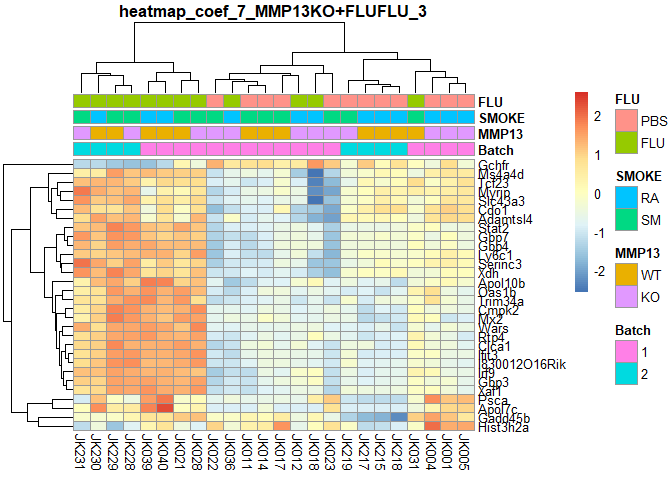 heatmap_coef_7_MMP13KO+FLUFLU_3
FLU
SMOKE
MMP13
Batch
Gchfr
Ms4a4d
Tcf23
Myrip
Slc43a3
Cdo1
Adamtsl4
Stat2
Gbp7
Gbp4
Ly6c1
Serinc3
Xdh
Apol10b
Oas1b
Trim34a
Cmpk2
Mx2
Wars
Rtp4
Clca1
Ifit3
I830012O16Rik
Irf9
Gbp3
Xaf1
Psca
Apol7c
Gadd45b
Hist3h2a
JK231
JK230
JK229
JK228
JK039
JK040
JK021
JK028
JK022
JK036
JK011
JK014
JK017
JK012
JK018
JK023
JK219
JK217
JK215
JK218
JK031
JK004
JK001
JK005
2
1
0
-1
-2
FLU
PBS
FLU
SMOKE
RA
SM
MMP13
WT
KO
Batch
1
2